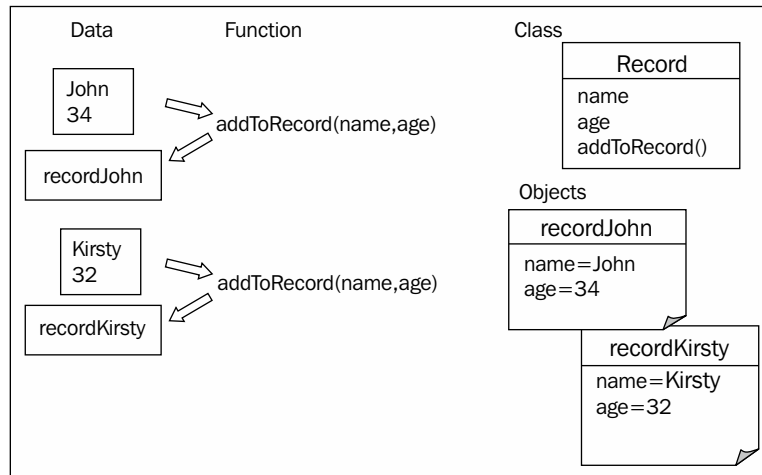 Data
Function
Class
John
34
addToRecord(name,age)
recordJohn
Kirsty
32
addToRecord(name,age)
recordKirsty
Record
name
age
addToRecord()
Objects
recordJohn
name=John
age=34
recordKirsty
name=Kirsty
age=32